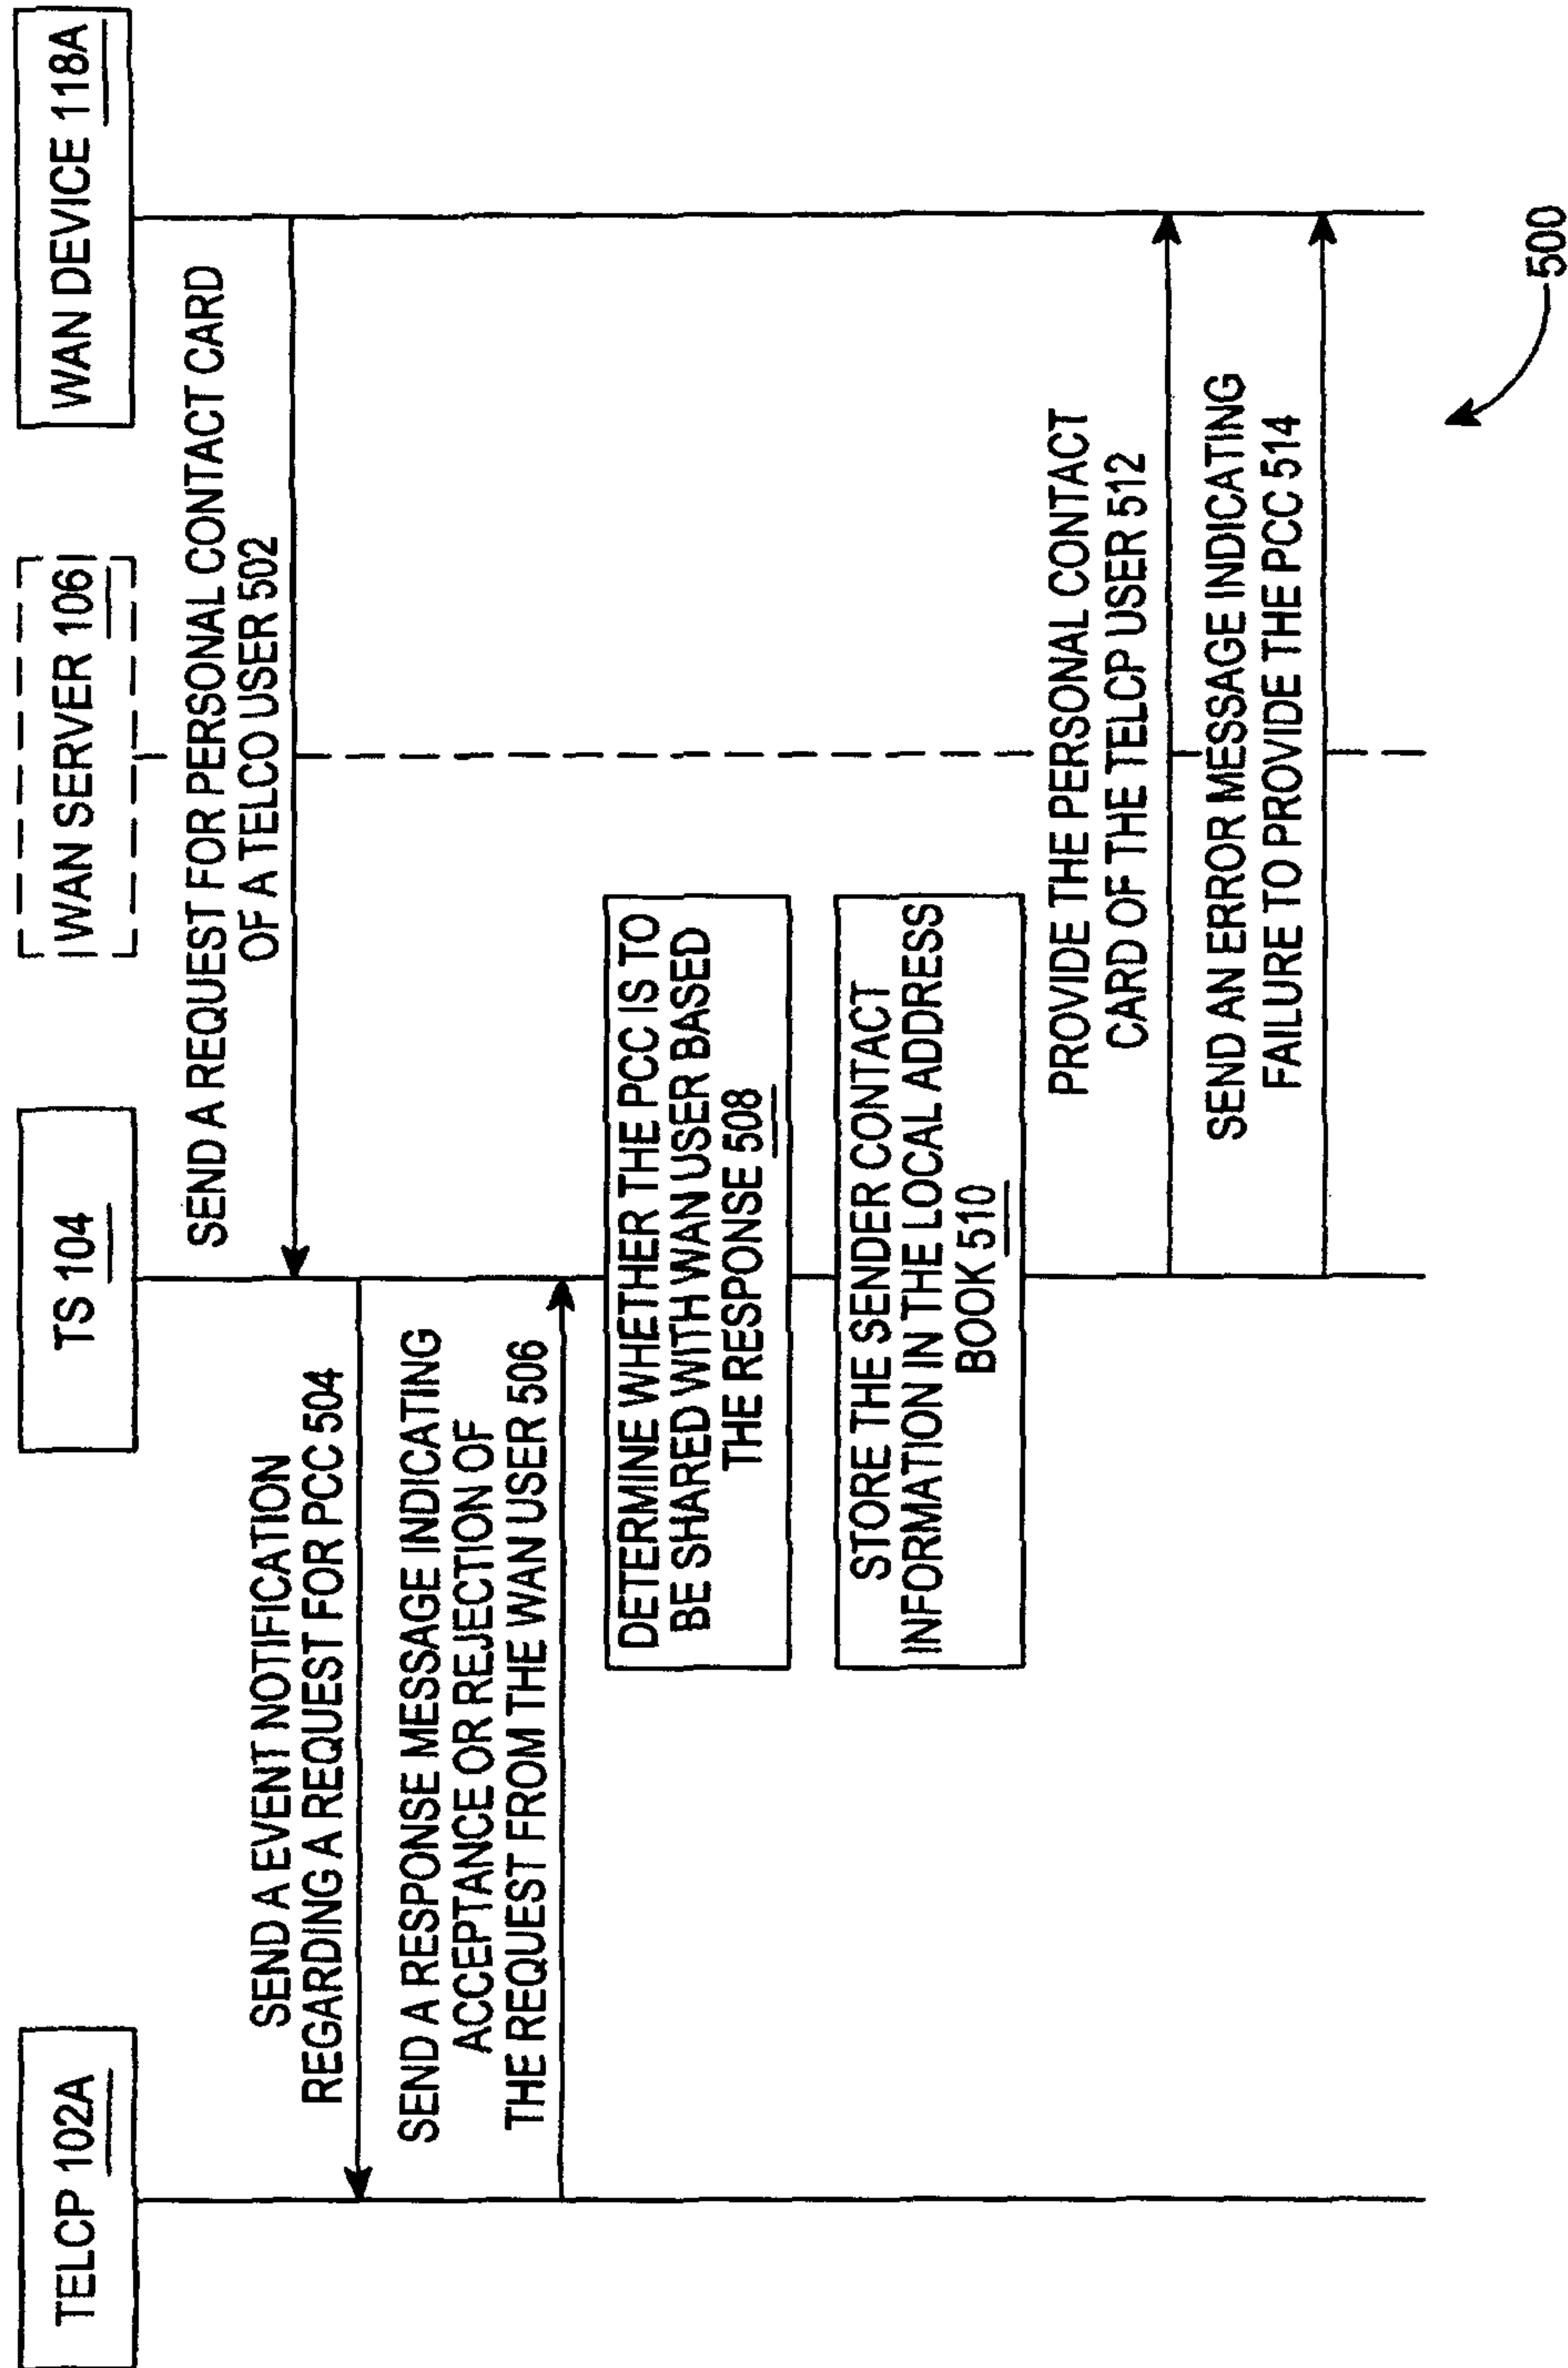 TELCP 102A
TS 104
WAN SERVER 106
WAN DEVICE 118A
SEND A REQUEST FOR PERSONAL CONTACT CARD
OF A TELCO USER 502
SEND A EVENT NOTIFICATION
REGARDING A REQUEST FOR PCC 504
SEND A RESPONSE MESSAGE INDICATING
ACCEPTANCE OR REJECTION OF
THE REQUEST FROM THE WAN USER 506
DETERMINE WHETHER THE PCC IS TO
BE SHARED WITH WAN USER BASED
THE RESPONSE 508
STORE THE SENDER CONTACT
INFORMATION IN THE LOCAL ADDRESS
BOOK 510
PROVIDE THE PERSONAL CONTACT
CARD OF THE TELCP USER 512
SEND AN ERROR MESSAGE INDICATING
FAILURE TO PROVIDE THE PCC 514
500